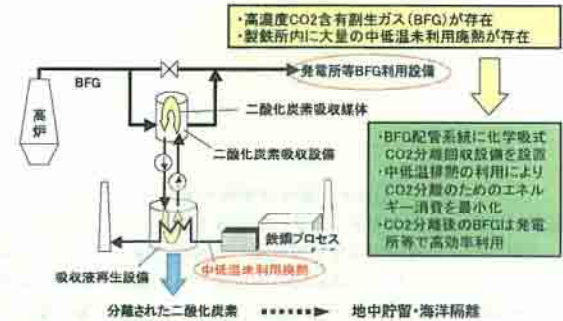 ・高濃度CO2含有副生ガス(BFG)が存在
・製鉄所内に大量の中低温未利用廃熱が存在
BFG
発電所等BFG利用設備
高炉
二酸化炭素吸収媒体
二酸化炭素吸収設備
・BFG配管系統に化学吸式
CO2分離回収設備を設置
・中低温排熱の利用により
CO2分離のためのエネル
ギー消費を最小化
・CO2分離後のBFGは発電
所等で高効率利用
鉄鋼プロセス
中低温未利用廃熱
吸収液再生設備
分離された二酸化炭素
地中貯留・海洋隔離